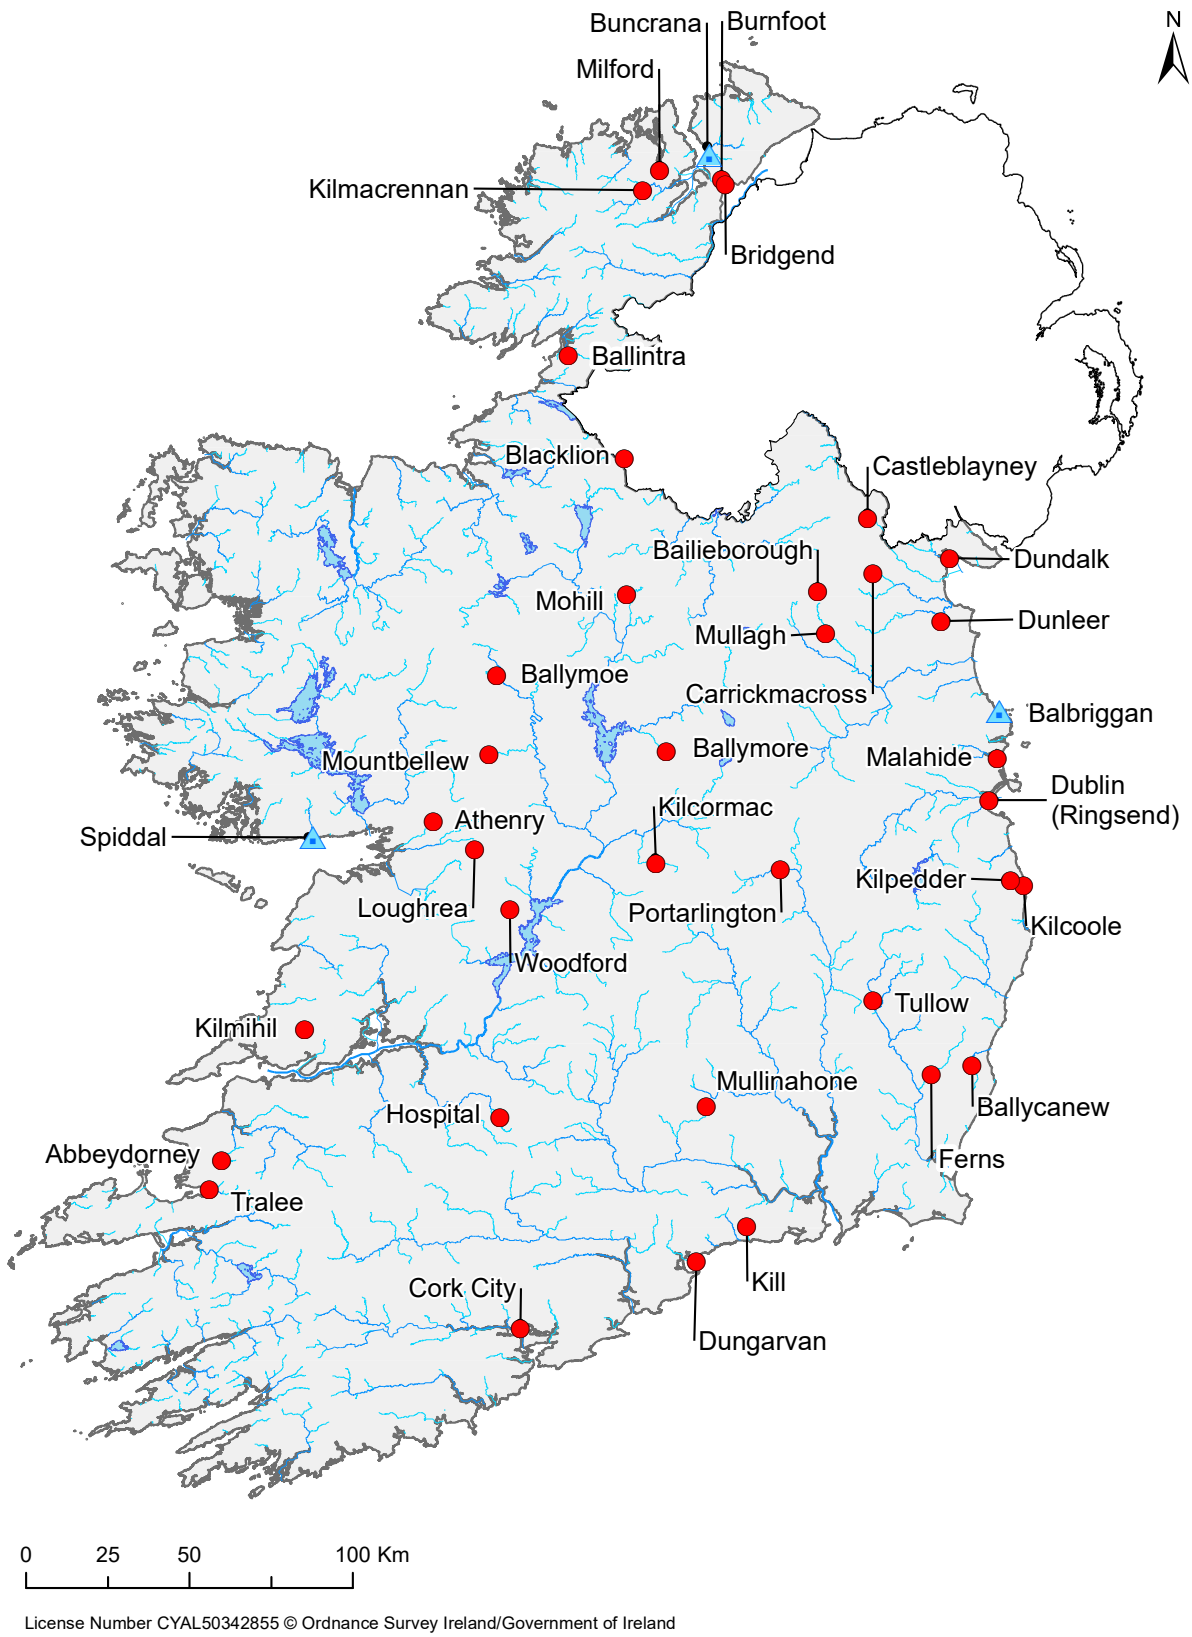 Buncrana
Burnfoot
N
Milford
Kilmacrennan
Bridgend
Ballintra
Blacklion
Castleblayney
Bailieborough
Dundalk
Mohill
Dunleer
Mullagh
Ballymoe
Carrickmacross
Balbriggan
Mountbellew
Ballymore
Malahide
Dublin
(Ringsend)
Kilcormac
Athenry
Spiddal
Kilpedder
Loughrea
Portarlington
Kilcoole
Woodford
Tullow
Kilmihil
Mullinahone
Hospital
Ballycanew
Abbeydorney
Ferns
Tralee
Kill
Cork City
Dungarvan
0 25 50 100 Km
License Number CYAL50342855 © Ordnance Survey Ireland/Government of Ireland